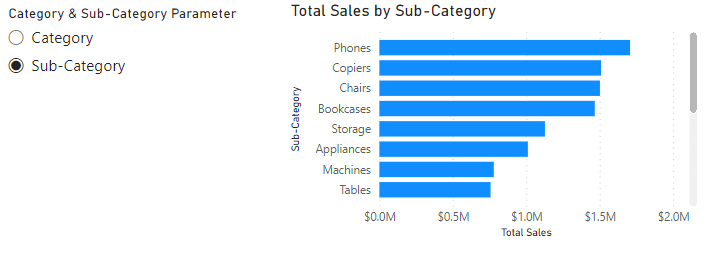 Category & Sub-Category Parameter
Category
Sub-Category
Total Sales by Sub-Category
Sub-Category
Phones
Copiers
Chairs
Bookcases
Storage
Appliances
Machines
Tables
$0.0M $0.5M $1.0M $1.5M $2.0M
Total Sales